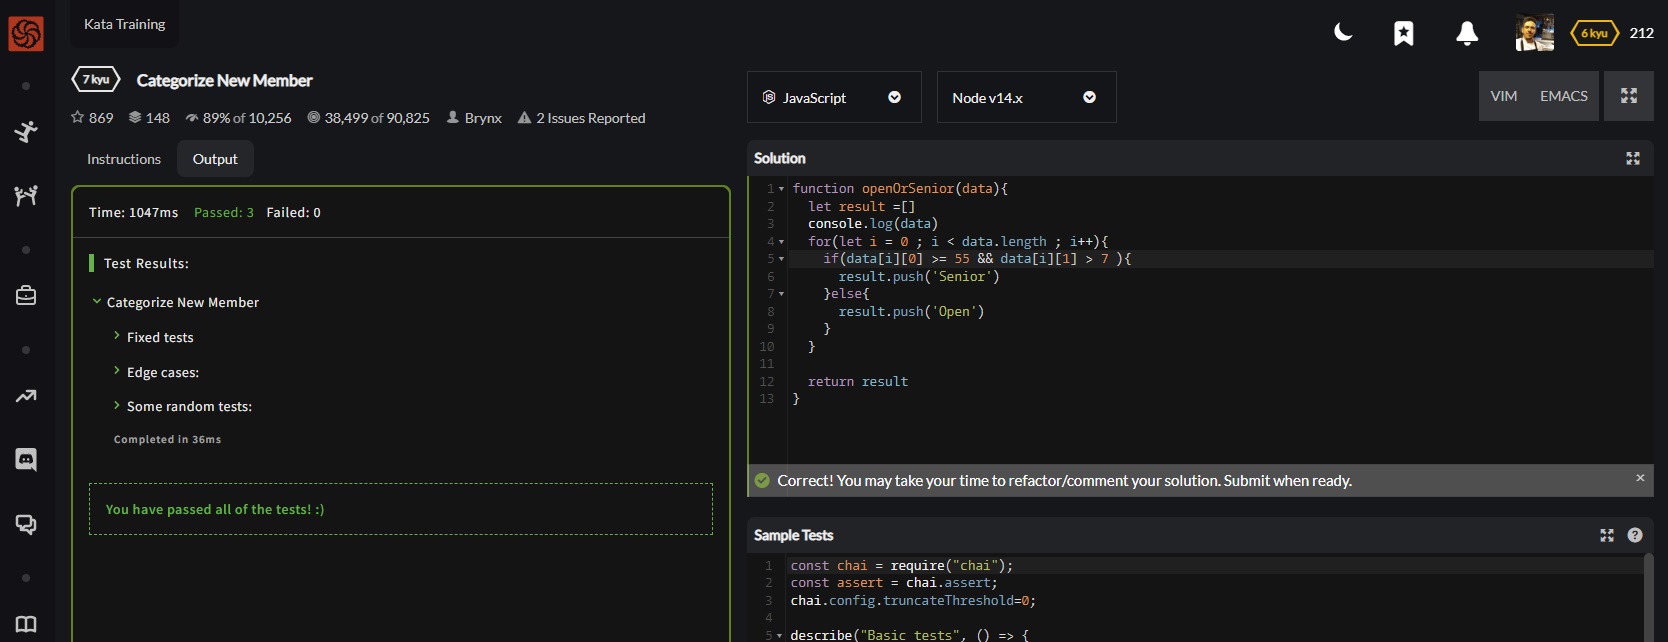 Kata Training
6 kyu 212
7 kyu Categorize New Member
869 148 89% of 10,256 38,499 of 90,825 Brynx 2 Issues Reported
Instructions Output
Time: 1047ms Passed: 3 Failed: 0
Test Results:
Categorize New Member
Fixed tests
Edge cases:
Some random tests:
Completed in 36ms
You have passed all of the tests! :)
JavaScript Node v14.x VIM EMACS
Solution
1 function openOrSenior(data){
2 let result =[]
3 console.log(data)
4 for(let i = 0 ; i < data.length ; i++){
5 if(data[i][0] >= 55 && data[i][1] > 7 ){
6 result.push('Senior')
7 }else{
8 result.push('Open')
9 }
10 }
11
12 return result
13 }
Correct! You may take your time to refactor/comment your solution. Submit when ready. ×
Sample Tests ?
1 const chai = require("chai");
2 const assert = chai.assert;
3 chai.config.truncateThreshold=0;
4
5 describe("Basic tests", () => {